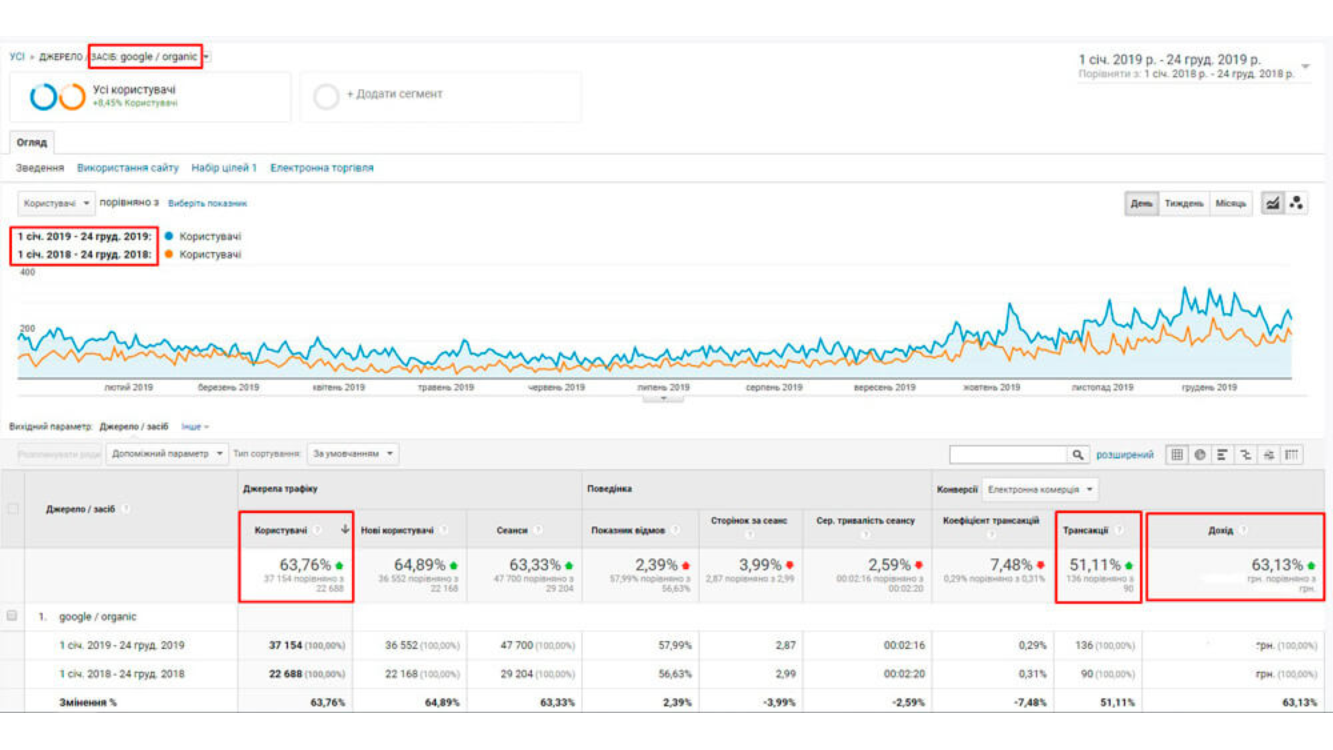 УСІ » ДЖЕРЕЛО / ЗАСІБ: google / organic
1 січ. 2019 р. - 24 груд. 2019 р.
Порівняти з: 1 січ. 2018 р. - 24 груд. 2018 р.
Усі користувачі
+8,45% Користувачі
+ Додати сегмент
Огляд
Зведення Використання сайту Набір цілей 1 Електронна торгівля
Користувачі порівняно з Виберіть показник
День Тиждень Місяць
1 січ. 2019 - 24 груд. 2019: Користувачі
1 січ. 2018 - 24 груд. 2018: Користувачі
400
200
лютий 2019 березень 2019 квітень 2019 травень 2019 червень 2019 липень 2019 серпень 2019 вересень 2019 жовтень 2019 листопад 2019 грудень 2019
Вихідний параметр: Джерело / засіб Інше
Допоміжний параметр Тип сортування: За умовчанням розширений
Джерело / засіб
Джерела трафіку Поведінка Конверсії Електронна комерція
Користувачі Нові користувачі Сеанси Показник відмов Сторінок за сеанс Сер. тривалість сеансу Коефіцієнт трансакцій Трансакції Дохід
63,76% 64,89% 63,33% 2,39% 3,99% 2,59% 7,48% 51,11% 63,13%
37 154 порівняно з 22 688 36 552 порівняно з 22 168 47 700 порівняно з 29 204 57,99% порівняно з 56,63% 2,87 порівняно з 2,99 00:02:16 порівняно з 00:02:20 0,29% порівняно з 0,31% 136 порівняно з 90 грн. порівняно з грн.
1. google / organic
1 січ. 2019 - 24 груд. 2019 37 154 (100,00%) 36 552 (100,00%) 47 700 (100,00%) 57,99% 2,87 00:02:16 0,29% 136 (100,00%) грн. (100,00%)
1 січ. 2018 - 24 груд. 2018 22 688 (100,00%) 22 168 (100,00%) 29 204 (100,00%) 56,63% 2,99 00:02:20 0,31% 90 (100,00%) грн. (100,00%)
Змінення % 63,76% 64,89% 63,33% 2,39% -3,99% -2,59% -7,48% 51,11% 63,13%